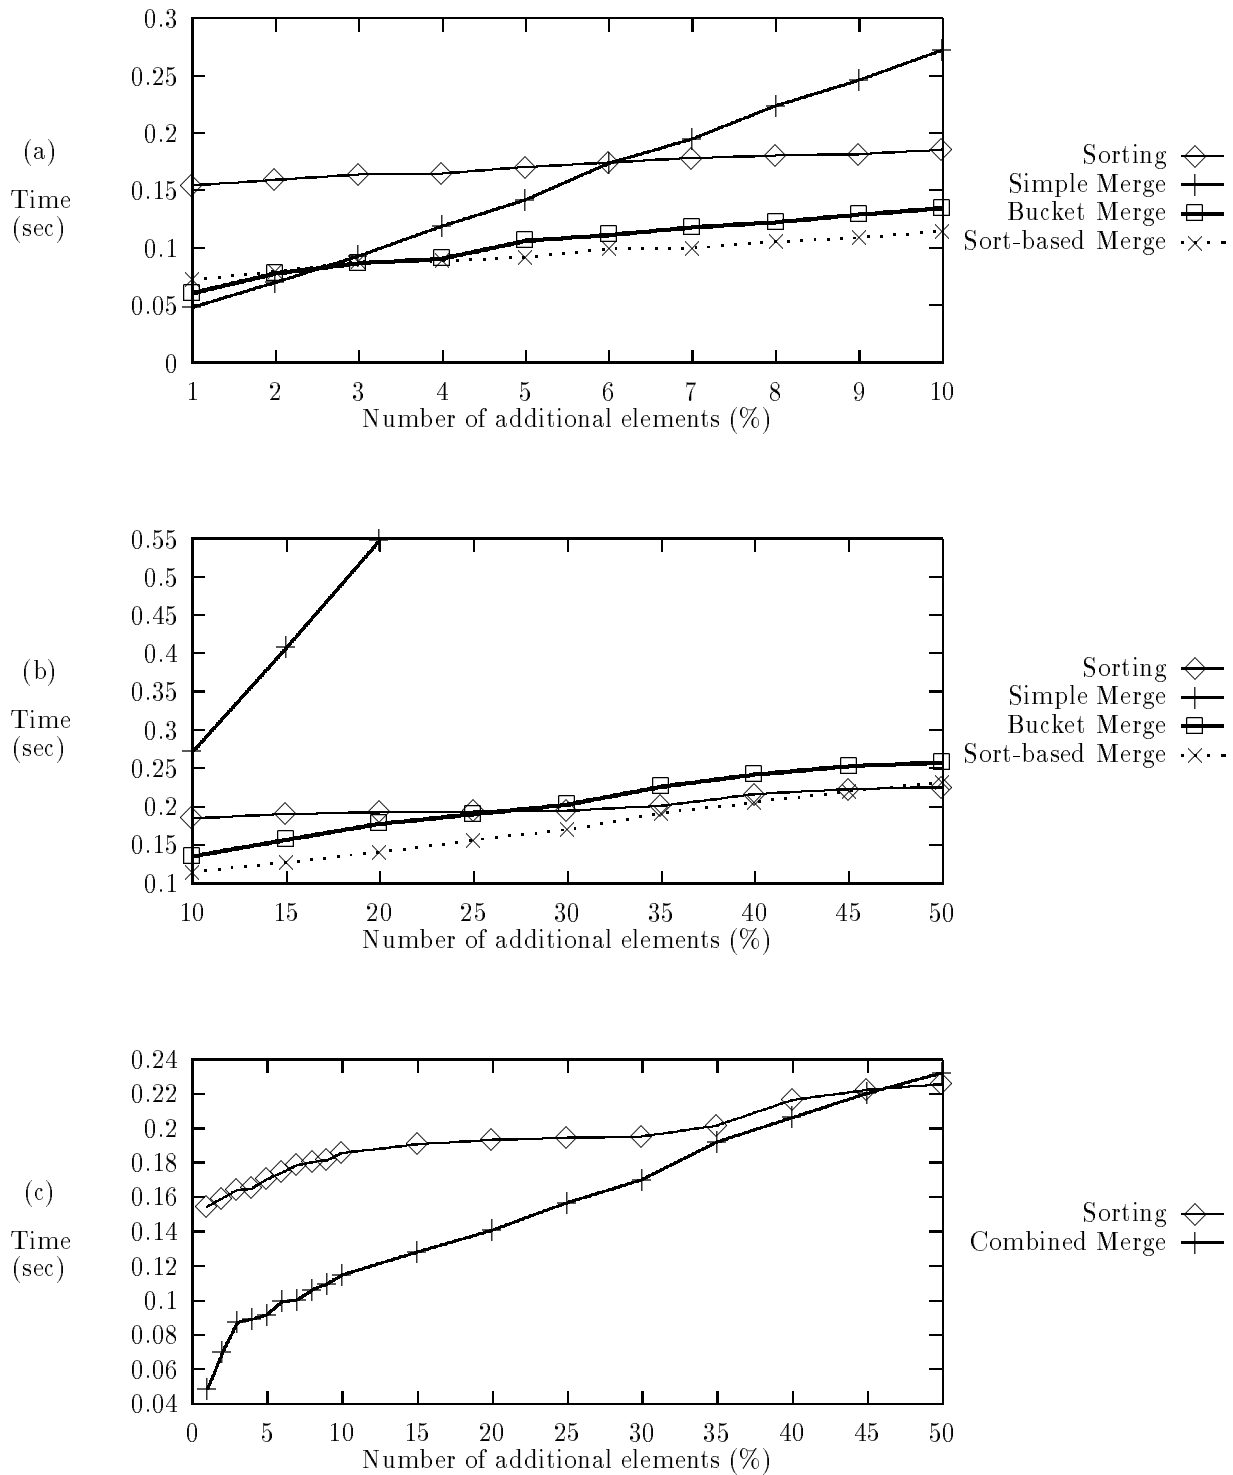 0.3
0.25
0.2
0.15
0.1
0.05
0
(a)
Time
(sec)
1 2 3 4 5 6 7 8 9 10
Number of additional elements (%)
Sorting
Simple Merge
Bucket Merge
Sort-based Merge
0.55
0.5
0.45
0.4
0.35
0.3
0.25
0.2
0.15
0.1
(b)
Time
(sec)
10 15 20 25 30 35 40 45 50
Number of additional elements (%)
Sorting
Simple Merge
Bucket Merge
Sort-based Merge
0.24
0.22
0.2
0.18
0.16
0.14
0.12
0.1
0.08
0.06
0.04
(c)
Time
(sec)
0 5 10 15 20 25 30 35 40 45 50
Number of additional elements (%)
Sorting
Combined Merge